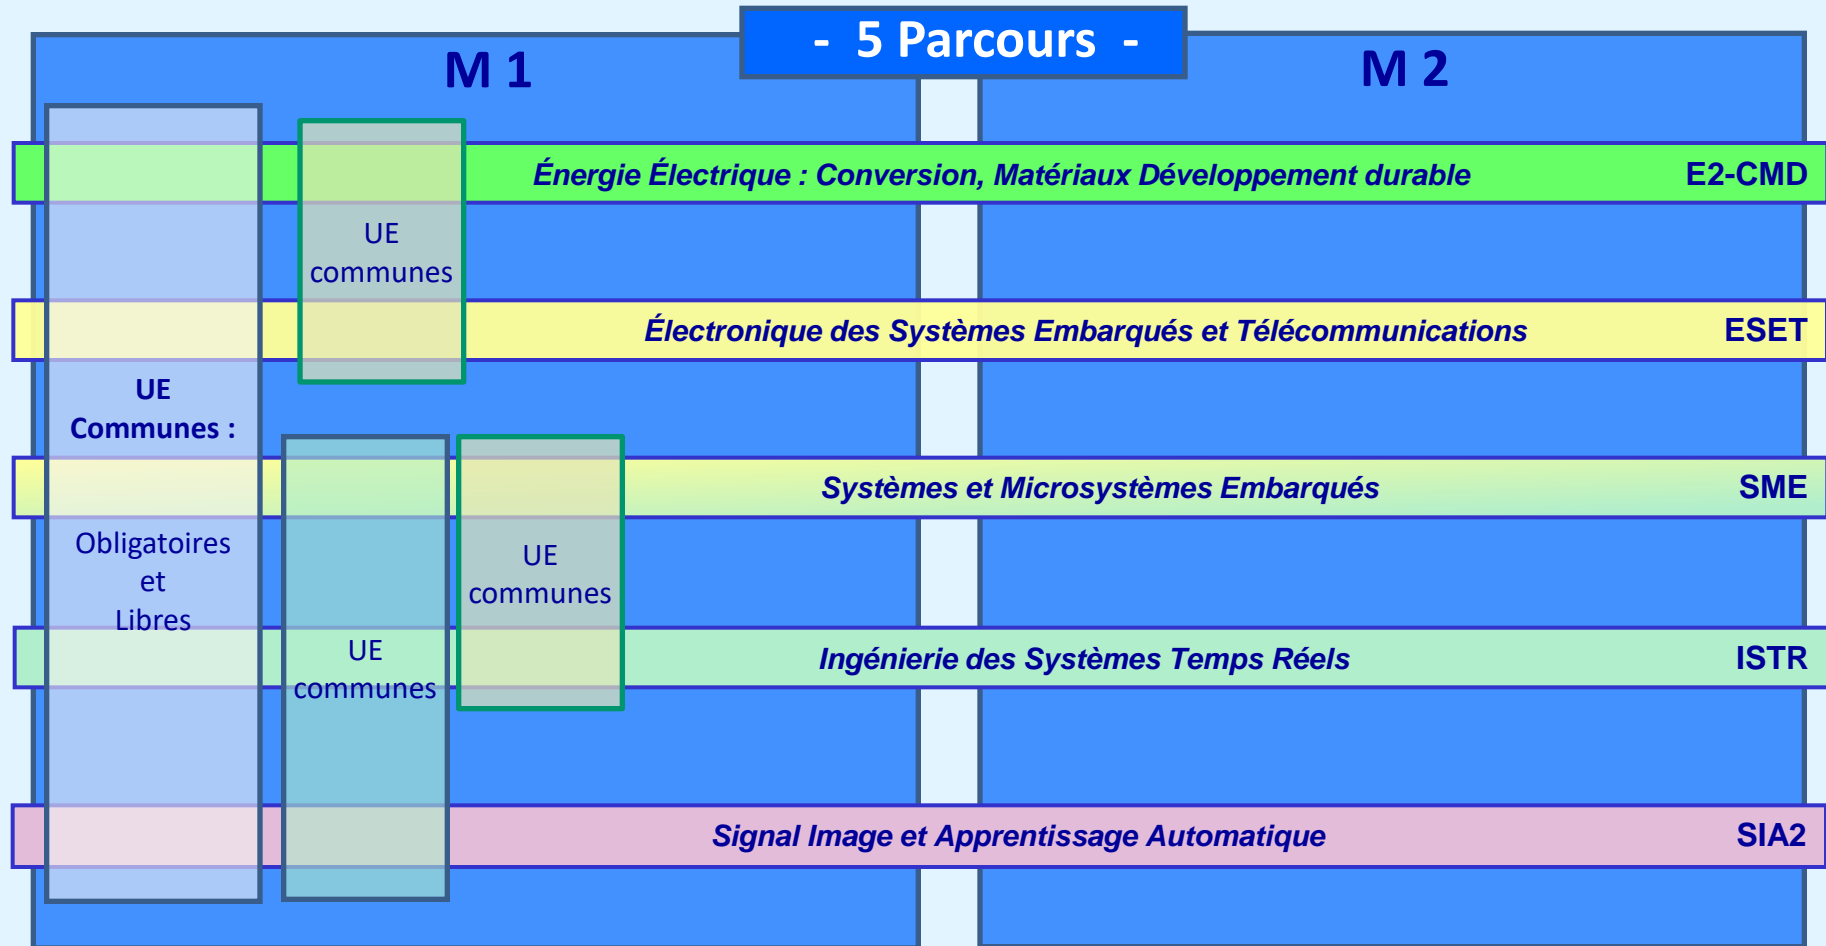 - 5 Parcours -
M 1
M 2
Énergie Électrique : Conversion, Matériaux Développement durable
E2-CMD
UE
communes
Électronique des Systèmes Embarqués et Télécommunications
ESET
UE
Communes :
Obligatoires
et
Libres
Systèmes et Microsystèmes Embarqués
SME
UE
communes
UE
communes
Ingénierie des Systèmes Temps Réels
ISTR
Signal Image et Apprentissage Automatique
SIA2